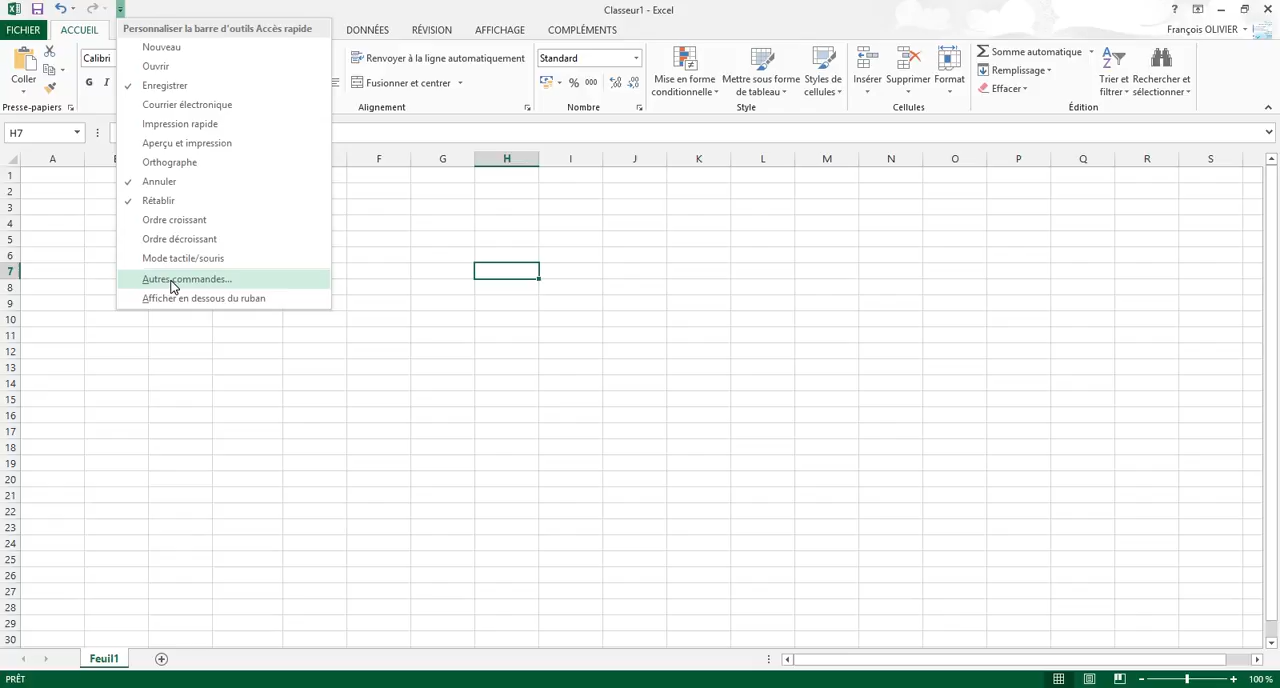 Classeur1 - Excel
?
FICHIER
ACCUEIL
DONNÉES
RÉVISION
AFFICHAGE
COMPLÉMENTS
François OLIVIER
Personnaliser la barre d'outils Accès rapide
Nouveau
Ouvrir
Enregistrer
Courrier électronique
Impression rapide
Aperçu et impression
Orthographe
Annuler
Rétablir
Ordre croissant
Ordre décroissant
Mode tactile/souris
Autres commandes...
Afficher en dessous du ruban
Coller
Presse-papiers
Calibri
G I
Renvoyer à la ligne automatiquement
Fusionner et centrer
Alignement
Standard
% 000
Nombre
Mise en forme
conditionnelle
Mettre sous forme
de tableau
Styles de
cellules
Style
Insérer
Supprimer
Format
Cellules
Somme automatique
Remplissage
Effacer
Trier et
filtrer
Rechercher et
sélectionner
Édition
H7
A F G H I J K L M N O P Q R S
1
2
3
4
5
6
7
8
9
10
11
12
13
14
15
16
17
18
19
20
21
22
23
24
25
26
27
28
29
30
Feuil1
PRÊT
100 %